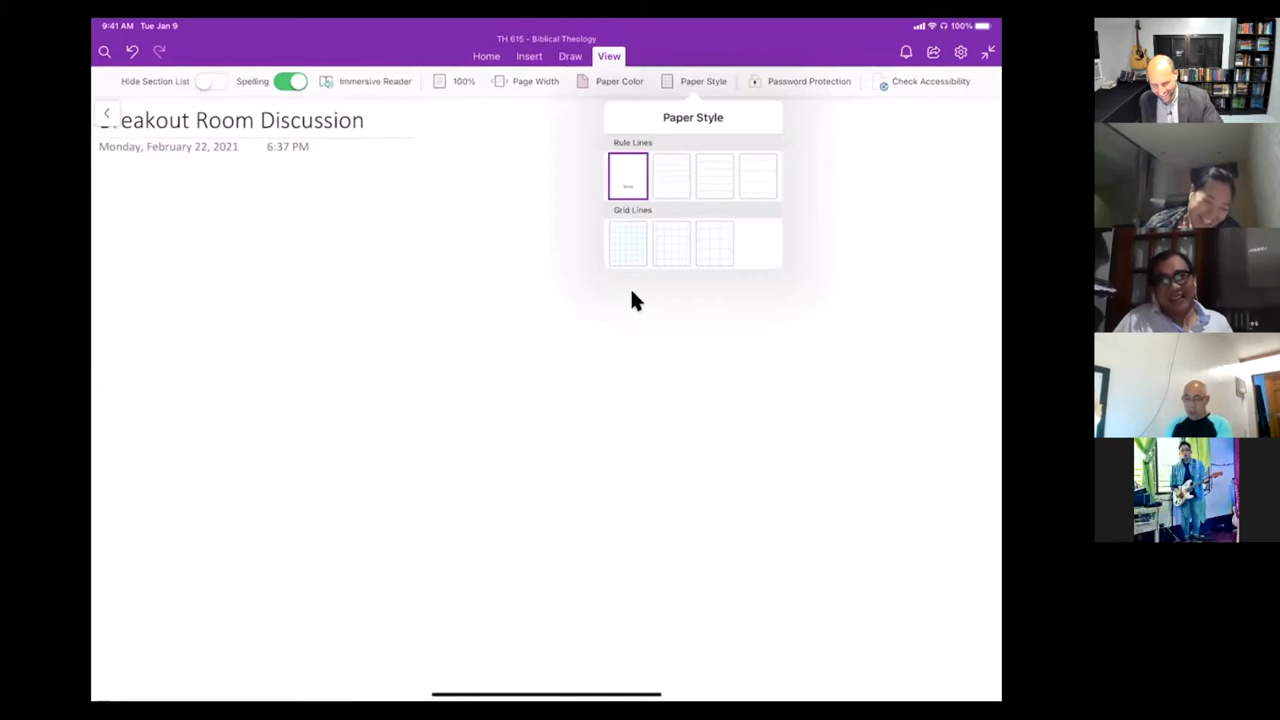 9:41 AM Tue Jan 9
100%
TH 615 - Biblical Theology
Home Insert Draw View
Hide Section List Spelling Immersive Reader 100% Page Width Paper Color Paper Style Password Protection Check Accessibility
Breakout Room Discussion
Monday, February 22, 2021 6:37 PM
Paper Style
Rule Lines
None
Grid Lines